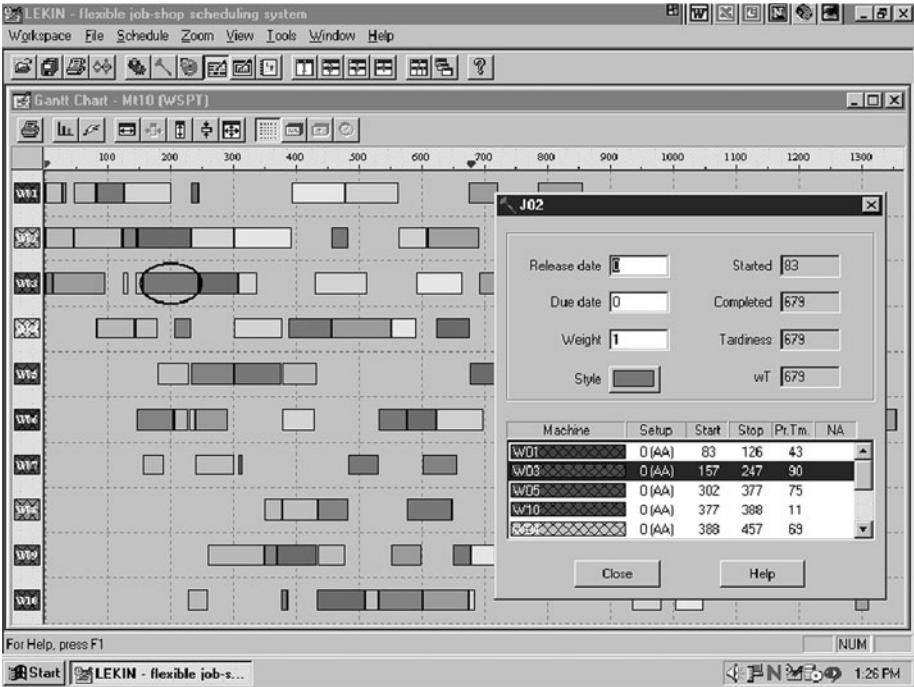 LEKIN - flexible job-shop scheduling system
Workspace File Schedule Zoom View Tools Window Help
Gantt Chart - Mt10 (WSPT)
100 200 300 400 500 600 700 800 900 1000 1100 1200 1300
W01
W02
W03
W04
W05
W06
W07
W08
W09
W10
J02
Release date 0 Started 83
Due date 0 Completed 679
Weight 1 Tardiness 679
Style wT 679
Machine Setup Start Stop Pr.Tm. NA
W01 0 (AA) 83 126 43
W03 0 (AA) 157 247 90
W05 0 (AA) 302 377 75
W10 0 (AA) 377 388 11
W04 0 (AA) 388 457 69
Close Help
For Help, press F1 NUM
Start LEKIN - flexible job-s... 1:26 PM